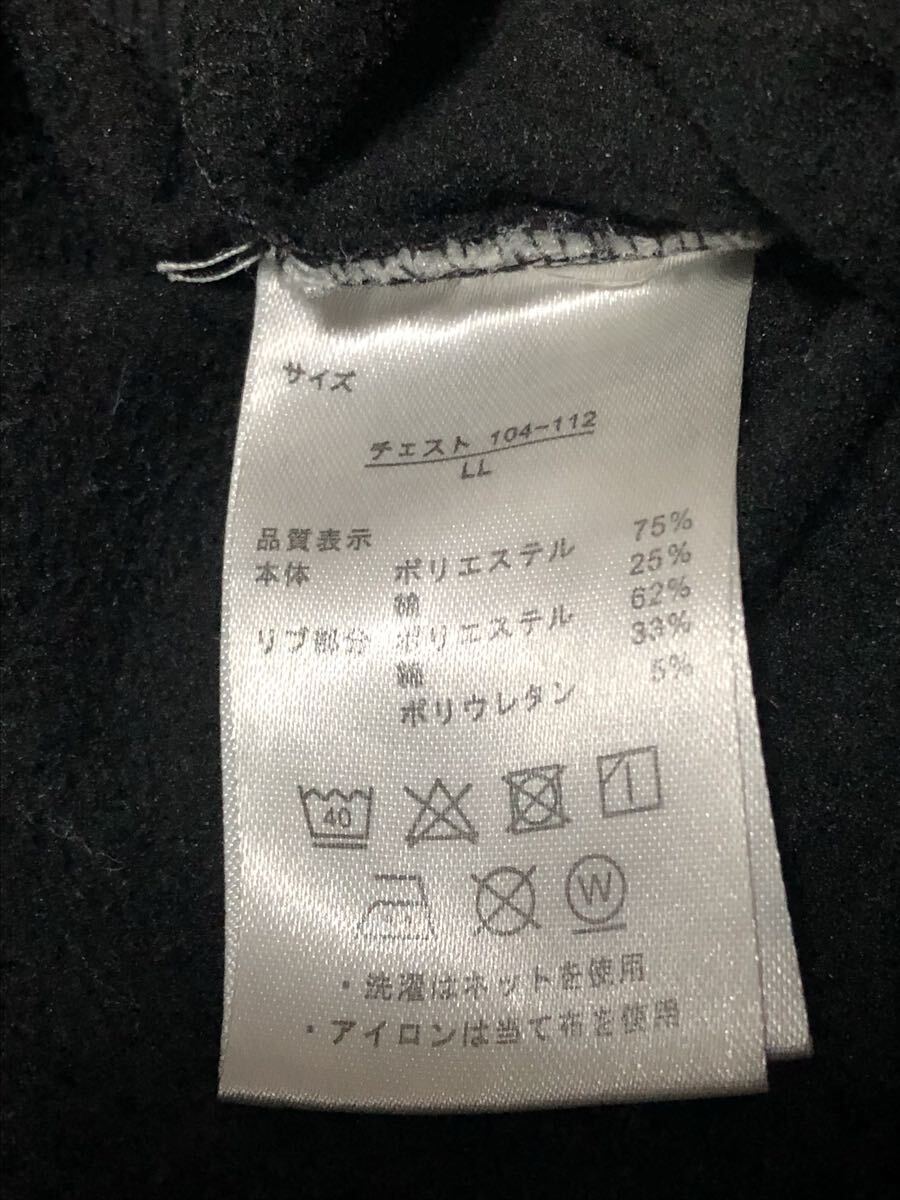 サイズ
チェスト 104-112
LL
品質表示
本体 ポリエステル 75%
綿 25%
リブ部分 ポリエステル 62%
綿 33%
ポリウレタン 5%
40
W
・洗濯はネットを使用
・アイロンは当て布を使用